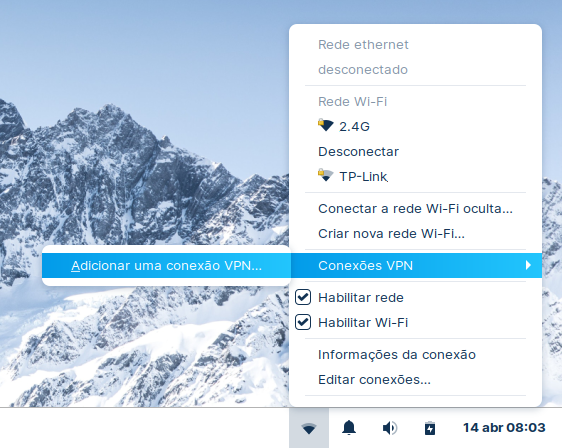 Rede ethernet
desconectado
Rede Wi-Fi
2.4G
Desconectar
TP-Link
Conectar a rede Wi-Fi oculta...
Criar nova rede Wi-Fi...
Adicionar uma conexão VPN...
Conexões VPN
Habilitar rede
Habilitar Wi-Fi
Informações da conexão
Editar conexões...
14 abr 08:03